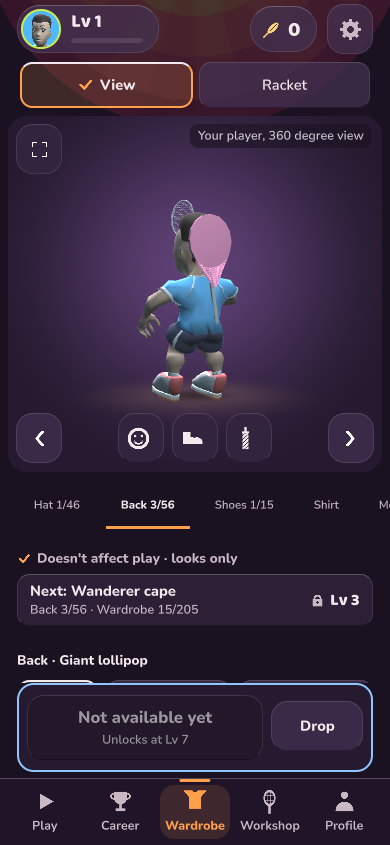 Lv 1
0
View
Racket
Your player, 360 degree view
Hat 1/46
Back 3/56
Shoes 1/15
Shirt
Doesn't affect play · looks only
Next: Wanderer cape
Back 3/56 · Wardrobe 15/205
Lv 3
Back · Giant lollipop
Not available yet
Unlocks at Lv 7
Drop
Play
Career
Wardrobe
Workshop
Profile